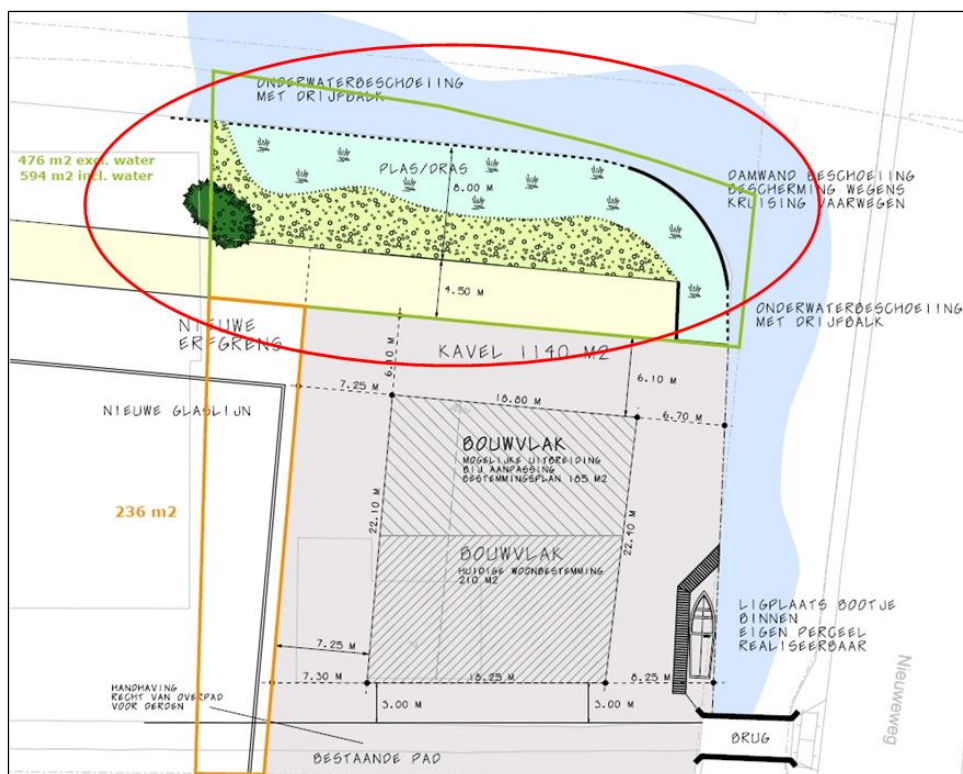 ONDERWATERBESCHOEIING
MET DRIJFBALK
476 m2 excl. water
594 m2 incl. water
PLAS/DRAS
8.00 M
DAMWAND BESCHOEIING
BESCHERMING WEGENS
KRUISING VAARWEGEN
4.50 M
ONDERWATERBESCHOEIING
MET DRIJFBALK
NIEUWE
ERFGRENS
KAVEL 1140 M2
6.10 M
6.10 M
7.25 M
18.80 M
6.70 M
NIEUWE GLASLIJN
BOUWVLAK
MOGELIJKE UITBREIDING
BIJ AANPASSING
BESTEMMINGSPLAN 185 M2
236 m2
22.10 M
22.40 M
BOUWVLAK
HUIDIGE WOONBESTEMMING
210 M2
LIGPLAATS BOOTJE
BINNEN
EIGEN PERCEEL
REALISEERBAAR
7.25 M
Nieuweweg
7.30 M
18.25 M
8.25 M
HANDHAVING
RECHT VAN OVERPAD
VOOR DERDEN
3.00 M
3.00 M
BRUG
BESTAANDE PAD